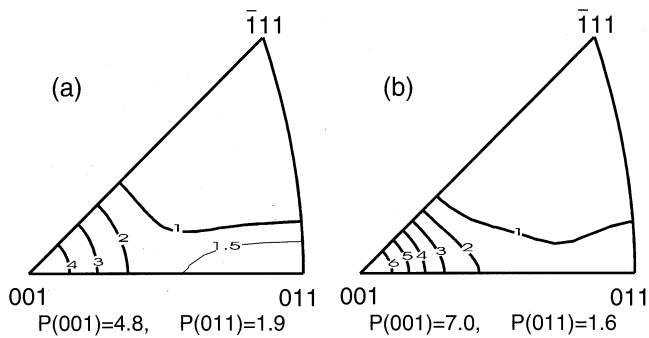 1̄11 1̄11
(a) (b)
1 1
1.5
4 3 2 6 5 4 3 2
001 011 001 011
P(001)=4.8, P(011)=1.9 P(001)=7.0, P(011)=1.6